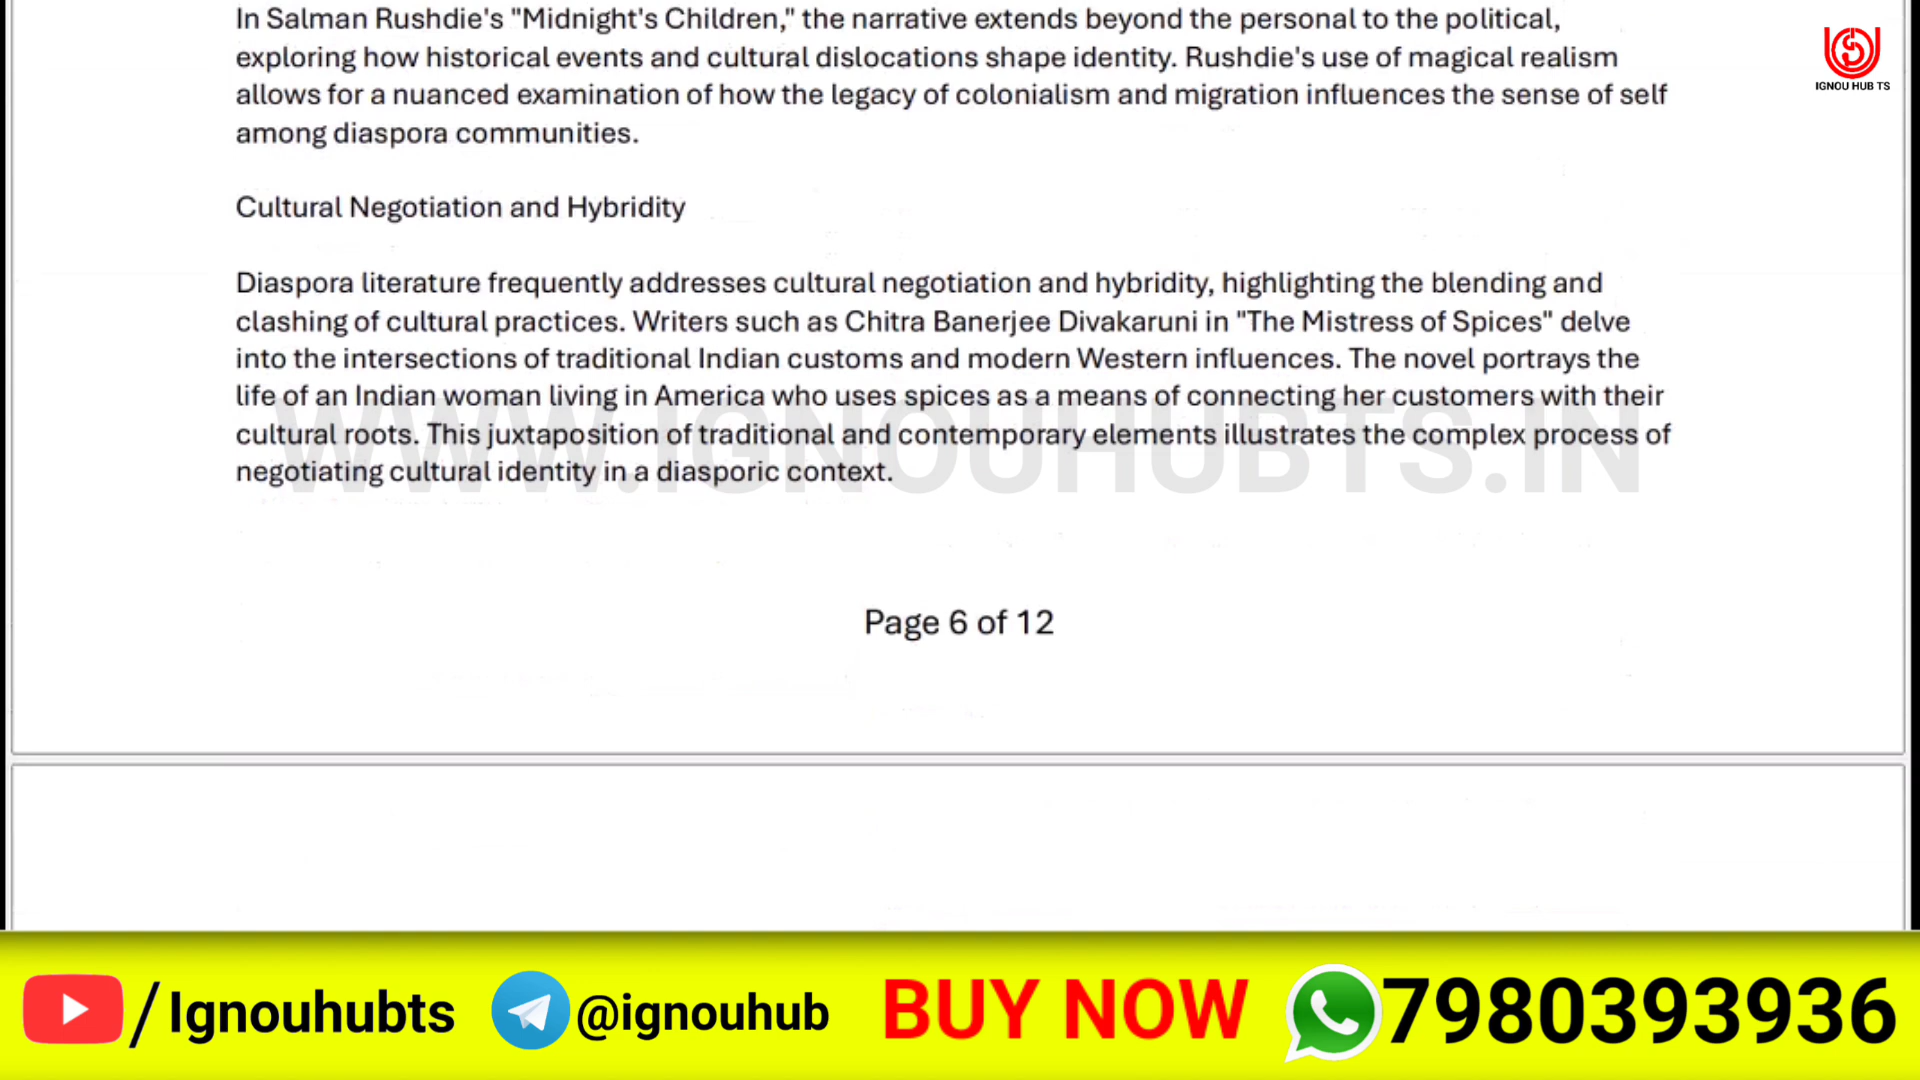 In Salman Rushdie's "Midnight's Children," the narrative extends beyond the personal to the political,
exploring how historical events and cultural dislocations shape identity. Rushdie's use of magical realism
allows for a nuanced examination of how the legacy of colonialism and migration influences the sense of self
among diaspora communities.
IGNOU HUB TS
Cultural Negotiation and Hybridity
Diaspora literature frequently addresses cultural negotiation and hybridity, highlighting the blending and
clashing of cultural practices. Writers such as Chitra Banerjee Divakaruni in "The Mistress of Spices" delve
into the intersections of traditional Indian customs and modern Western influences. The novel portrays the
life of an Indian woman living in America who uses spices as a means of connecting her customers with their
cultural roots. This juxtaposition of traditional and contemporary elements illustrates the complex process of
negotiating cultural identity in a diasporic context.
WWW.IGNOUHUBTS.IN
Page 6 of 12
/Ignouhubts @ignouhub BUY NOW 7980393936